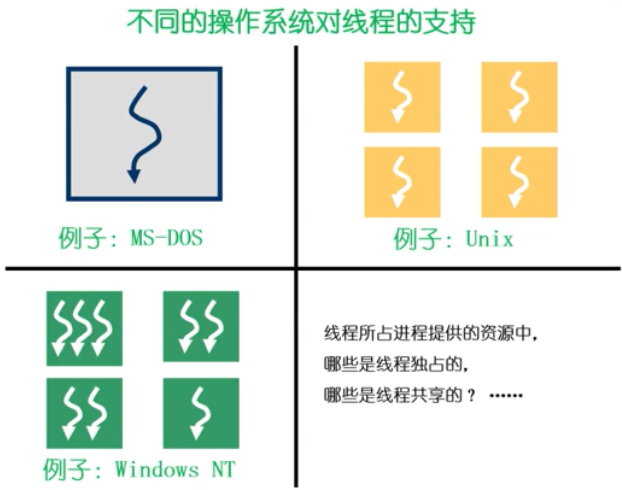 不同的操作系统对线程的支持
例子：MS-DOS
例子：Unix
例子：Windows NT
线程所占进程提供的资源中，
哪些是线程独占的，
哪些是线程共享的？ ……